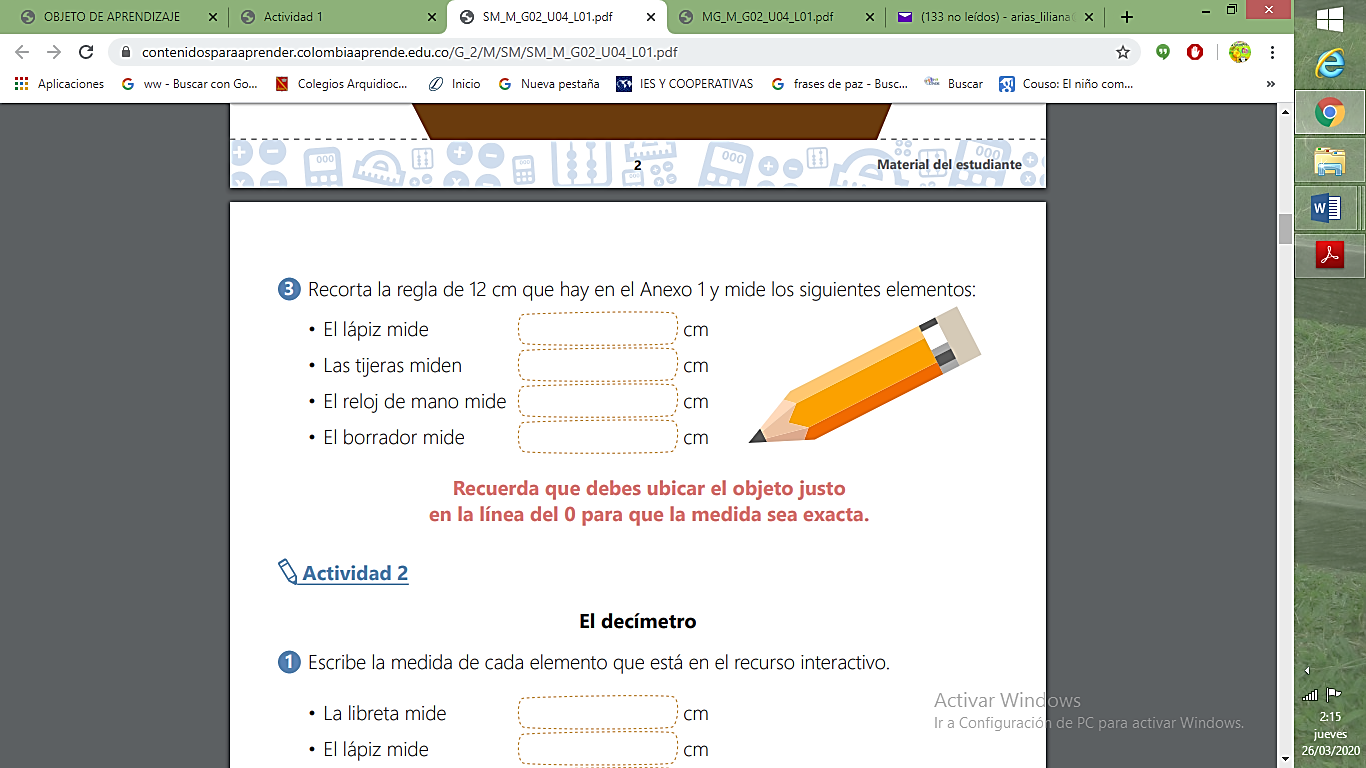 OBJETO DE APRENDIZAJE
Actividad 1
SM_M_G02_U04_L01.pdf
MG_M_G02_U04_L01.pdf
(133 no leídos) - arias_liliana
contenidosparaaprender.colombiaaprende.edu.co/G_2/M/SM/SM_M_G02_U04_L01.pdf
Aplicaciones
ww - Buscar con Go...
Colegios Arquidioc...
Inicio
Nueva pestaña
IES Y COOPERATIVAS
frases de paz - Busc...
Buscar
Couso: El niño com...
»
2
Material del estudiante
3 Recorta la regla de 12 cm que hay en el Anexo 1 y mide los siguientes elementos:
• El lápiz mide cm
• Las tijeras miden cm
• El reloj de mano mide cm
• El borrador mide cm
Recuerda que debes ubicar el objeto justo
en la línea del 0 para que la medida sea exacta.
Actividad 2
El decímetro
1 Escribe la medida de cada elemento que está en el recurso interactivo.
• La libreta mide cm
• El lápiz mide cm
Activar Windows
Ir a Configuración de PC para activar Windows.
2:15
jueves
26/03/2020